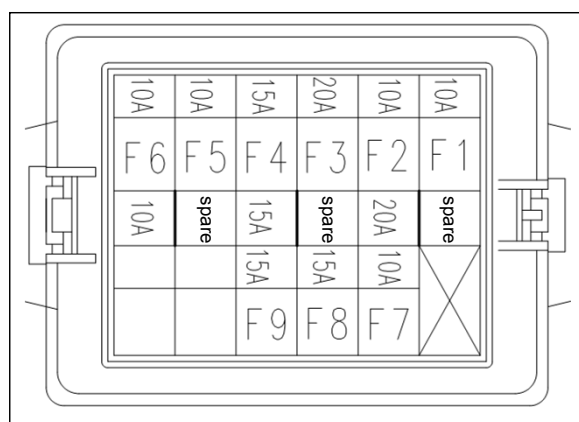 10A 10A 15A 20A 10A 10A
F6 F5 F4 F3 F2 F1
10A spare 15A spare 20A spare
15A 15A 10A
F9 F8 F7